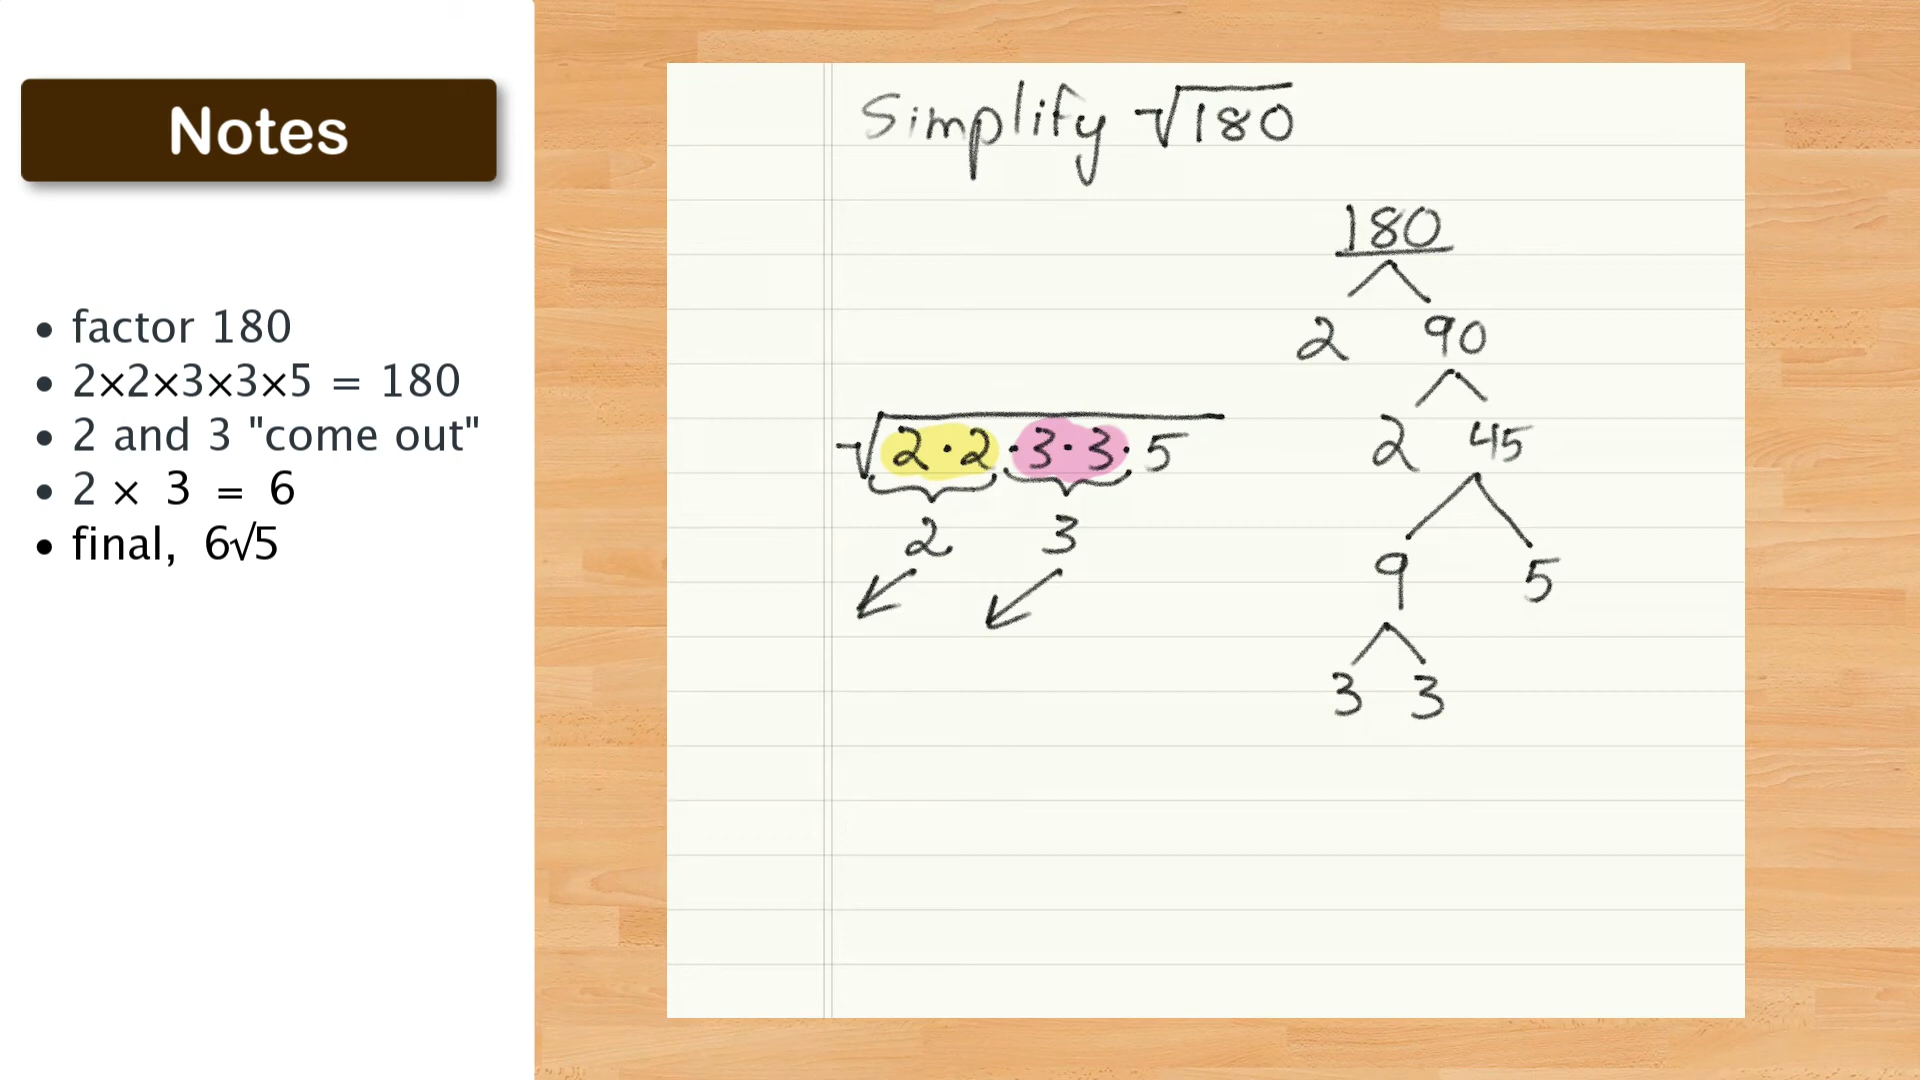 Notes
• factor 180
• 2×2×3×3×5 = 180
• 2 and 3 "come out"
• 2 × 3 = 6
• final, 6√5
Simplify √180
180
2 90
2 45
√2·2·3·3·5
2 3
9 5
3 3